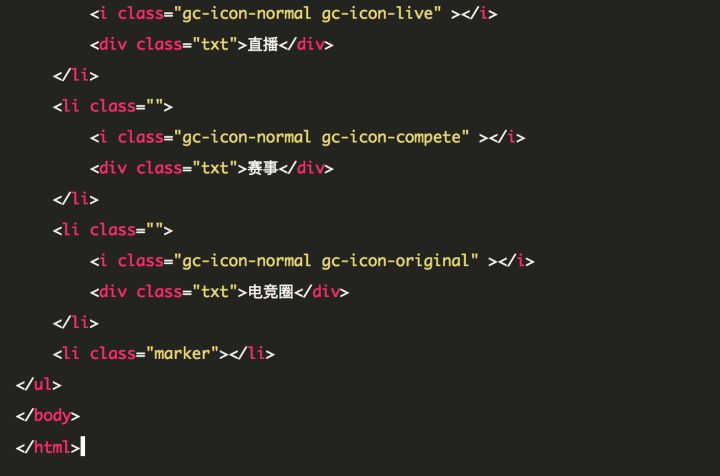 <i class="gc-icon-normal gc-icon-live" ></i>
<div class="txt">直播</div>
</li>
<li class="">
<i class="gc-icon-normal gc-icon-compete" ></i>
<div class="txt">赛事</div>
</li>
<li class="">
<i class="gc-icon-normal gc-icon-original" ></i>
<div class="txt">电竞圈</div>
</li>
<li class="marker"></li>
</ul>
</body>
</html>